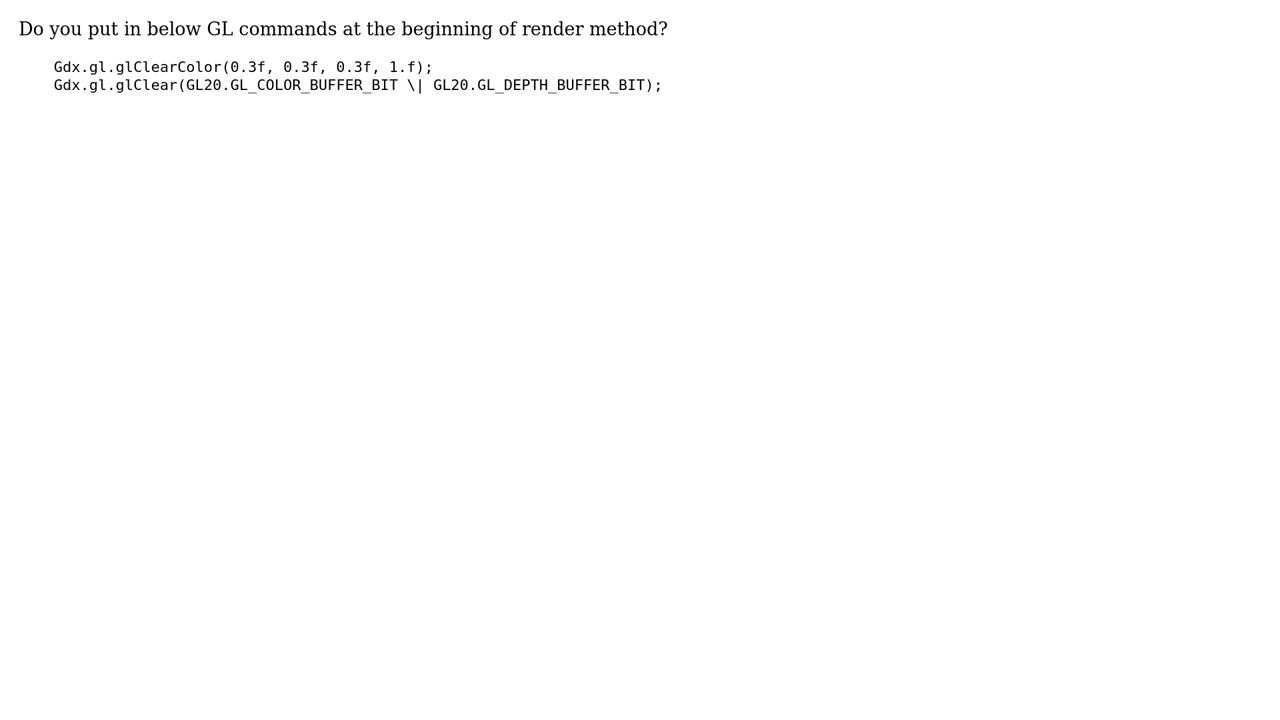 Do you put in below GL commands at the beginning of render method?
Gdx.gl.glClearColor(0.3f, 0.3f, 0.3f, 1.f);
Gdx.gl.glClear(GL20.GL_COLOR_BUFFER_BIT \| GL20.GL_DEPTH_BUFFER_BIT);